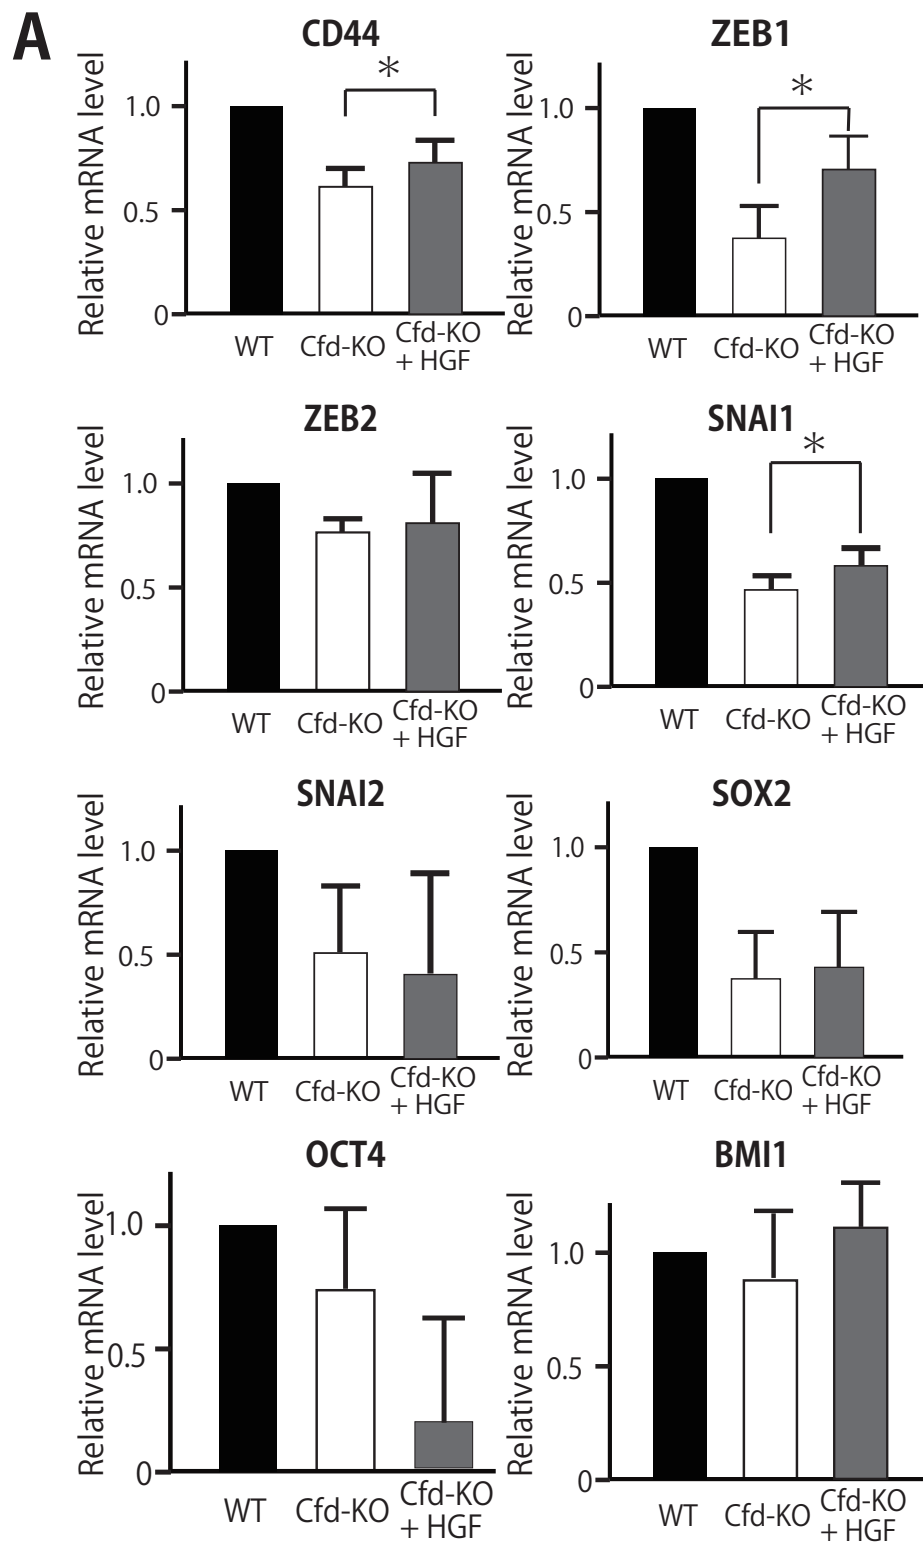 A
CD44
Relative mRNA level
1.0
0.5
0
*
WT
Cfd-KO
Cfd-KO
+ HGF
ZEB1
Relative mRNA level
1.0
0.5
0
*
WT
Cfd-KO
Cfd-KO
+ HGF
ZEB2
Relative mRNA level
1.0
0.5
0
WT
Cfd-KO
Cfd-KO
+ HGF
SNAI1
Relative mRNA level
1.0
0.5
0
*
WT
Cfd-KO
Cfd-KO
+ HGF
SNAI2
Relative mRNA level
1.0
0.5
0
WT
Cfd-KO
Cfd-KO
+ HGF
SOX2
Relative mRNA level
1.0
0.5
0
WT
Cfd-KO
Cfd-KO
+ HGF
OCT4
Relative mRNA level
1.0
0.5
0
WT
Cfd-KO
Cfd-KO
+ HGF
BMI1
Relative mRNA level
1.0
0.5
0
WT
Cfd-KO
Cfd-KO
+ HGF